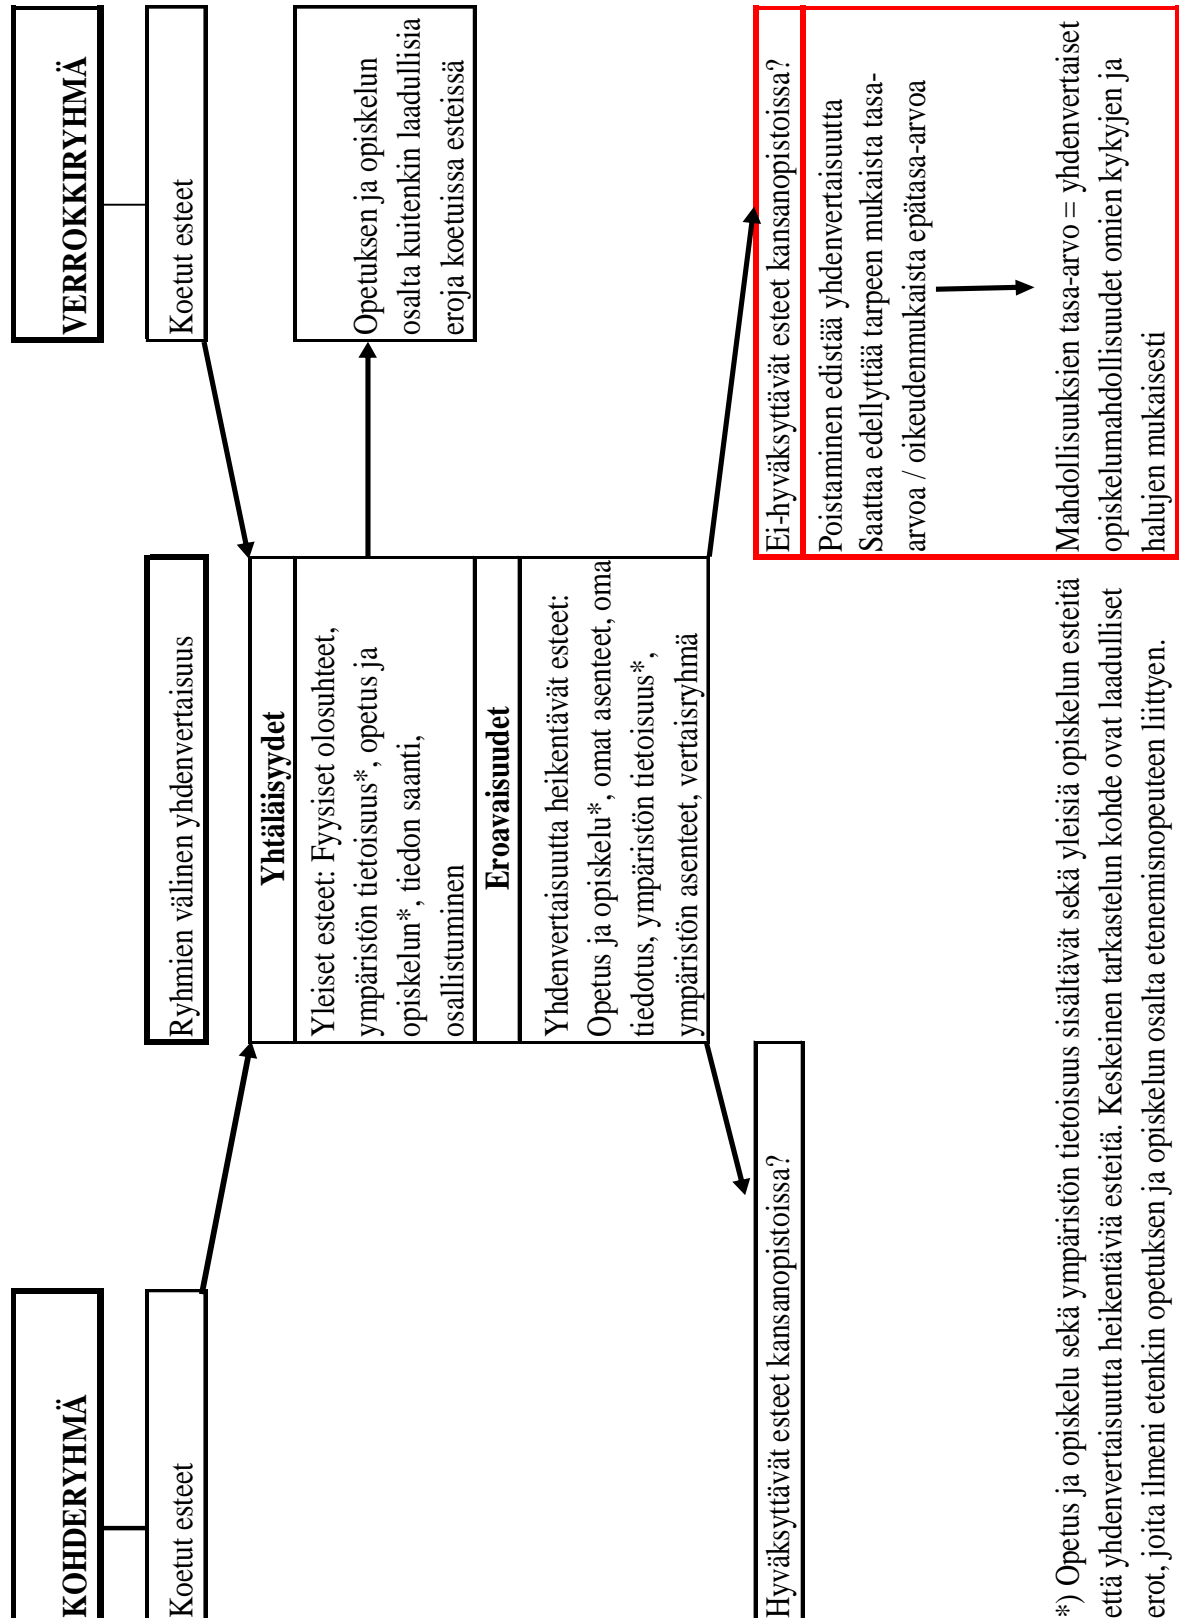 KOHDERYHMÄ
VERROKKIRYHMÄ
Koetut esteet
Ryhmien välinen yhdenvertaisuus
Koetut esteet
Yhtäläisyydet
Yleiset esteet: Fyysiset olosuhteet,
ympäristön tietoisuus*, opetus ja
opiskelun*, tiedon saanti,
osallistuminen
Opetuksen ja opiskelun
osalta kuitenkin laadullisia
eroja koetuissa esteissä
Eroavaisuudet
Yhdenvertaisuutta heikentävät esteet:
Opetus ja opiskelu*, omat asenteet, oma
tiedotus, ympäristön tietoisuus*,
ympäristön asenteet, vertaisryhmä
Hyväksyttävät esteet kansanopistoissa?
Ei-hyväksyttävät esteet kansanopistoissa?
Poistaminen edistää yhdenvertaisuutta
Saattaa edellyttää tarpeen mukaista tasa-
arvoa / oikeudenmukaista epätasa-arvoa
Mahdollisuuksien tasa-arvo = yhdenvertaiset
opiskelumahdollisuudet omien kykyjen ja
halujen mukaisesti
*) Opetus ja opiskelu sekä ympäristön tietoisuus sisältävät sekä yleisiä opiskelun esteitä
että yhdenvertaisuutta heikentäviä esteitä. Keskeinen tarkastelun kohde ovat laadulliset
erot, joita ilmeni etenkin opetuksen ja opiskelun osalta etenemisnopeuteen liittyen.